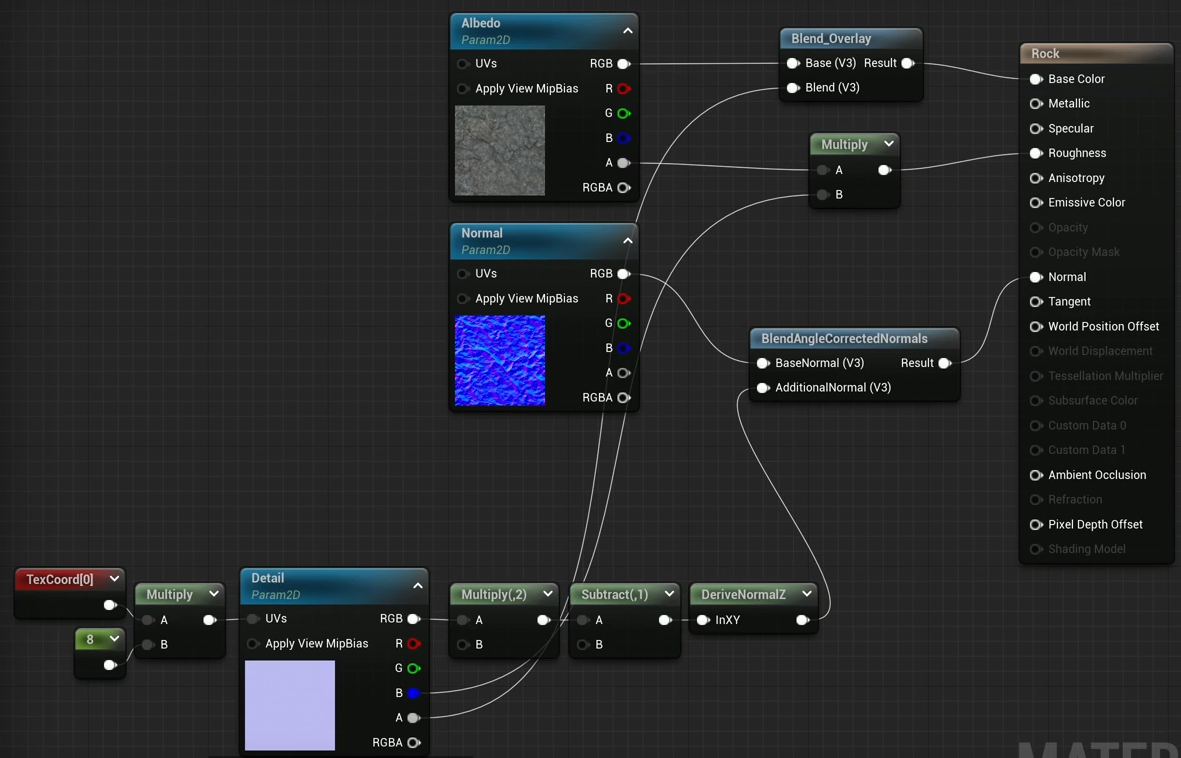 Albedo
Param2D
UVs RGB
Apply View MipBias R
G
B
A
RGBA
Blend_Overlay
Base (V3) Result
Blend (V3)
Multiply
A
B
Rock
Base Color
Metallic
Specular
Roughness
Anisotropy
Emissive Color
Opacity
Opacity Mask
Normal
Tangent
World Position Offset
World Displacement
Tessellation Multiplier
Subsurface Color
Custom Data 0
Custom Data 1
Ambient Occlusion
Refraction
Pixel Depth Offset
Shading Model
Normal
Param2D
UVs RGB
Apply View MipBias R
G
B
A
RGBA
BlendAngleCorrectedNormals
BaseNormal (V3) Result
AdditionalNormal (V3)
TexCoord[0]
8
Multiply
A
B
Detail
Param2D
UVs RGB
Apply View MipBias R
G
B
A
RGBA
Multiply(,2)
A
B
Subtract(,1)
A
B
DeriveNormalZ
InXY
MATER